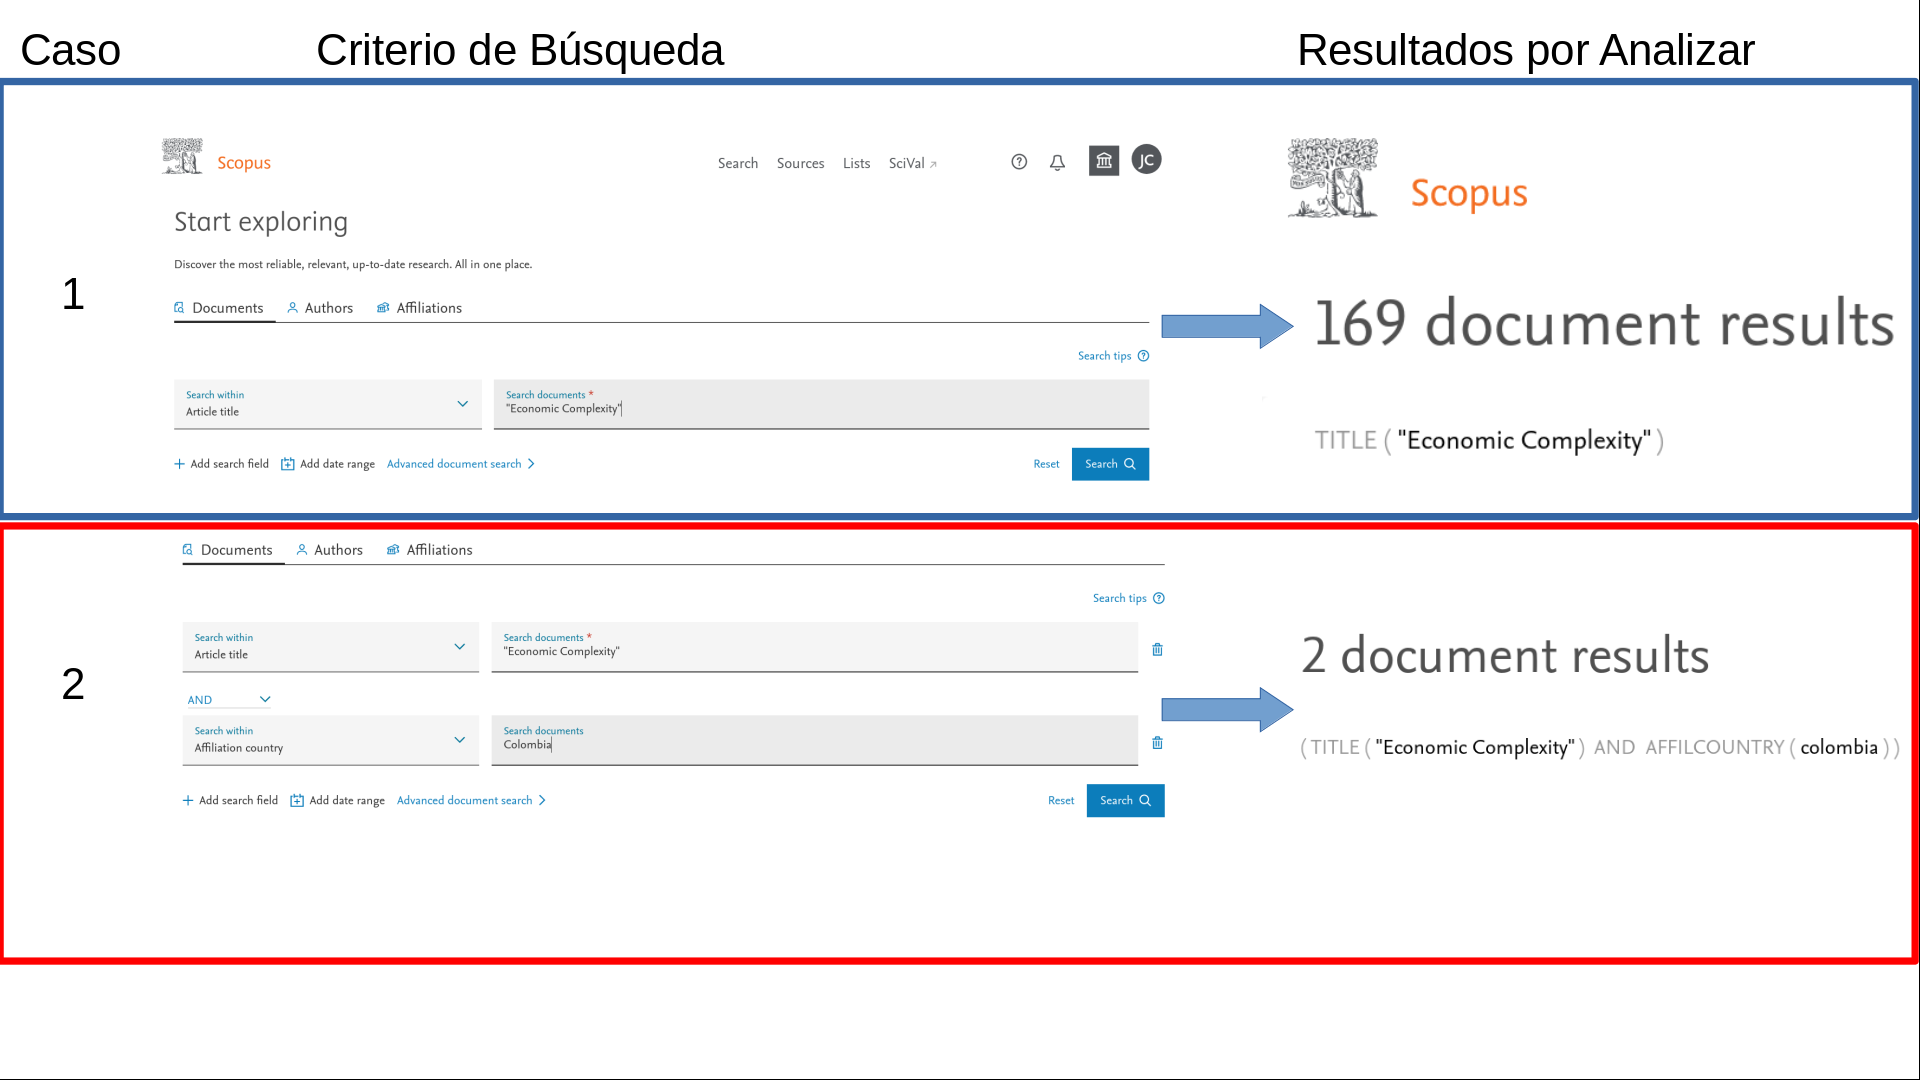 Caso Criterio de Búsqueda Resultados por Analizar
Scopus
Search Sources Lists SciVal
JC
Start exploring
Discover the most reliable, relevant, up-to-date research. All in one place.
Documents Authors Affiliations
Search tips
Search within
Article title
Search documents *
"Economic Complexity"
Add search field Add date range Advanced document search
Reset Search
1
Scopus
169 document results
TITLE ( "Economic Complexity" )
Documents Authors Affiliations
Search tips
Search within
Article title
Search documents *
"Economic Complexity"
AND
Search within
Affiliation country
Search documents
Colombia
Add search field Add date range Advanced document search
Reset Search
2
2 document results
( TITLE ( "Economic Complexity" ) AND AFFILCOUNTRY ( colombia ) )